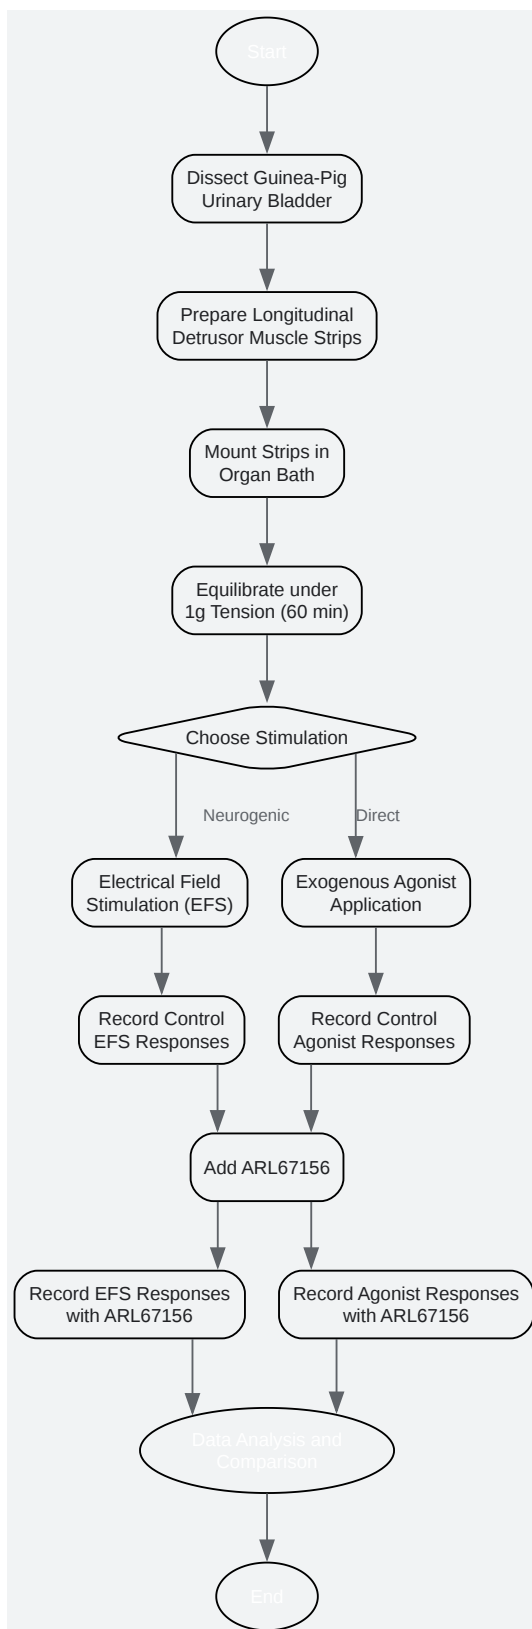 Start
Dissect Guinea-Pig
Urinary Bladder
Prepare Longitudinal
Detrusor Muscle Strips
Mount Strips in
Organ Bath
Equilibrate under
1g Tension (60 min)
Choose Stimulation
Neurogenic
Direct
Electrical Field
Stimulation (EFS)
Exogenous Agonist
Application
Record Control
EFS Responses
Record Control
Agonist Responses
Add ARL67156
Record EFS Responses
with ARL67156
Record Agonist Responses
with ARL67156
Data Analysis and
Comparison
End